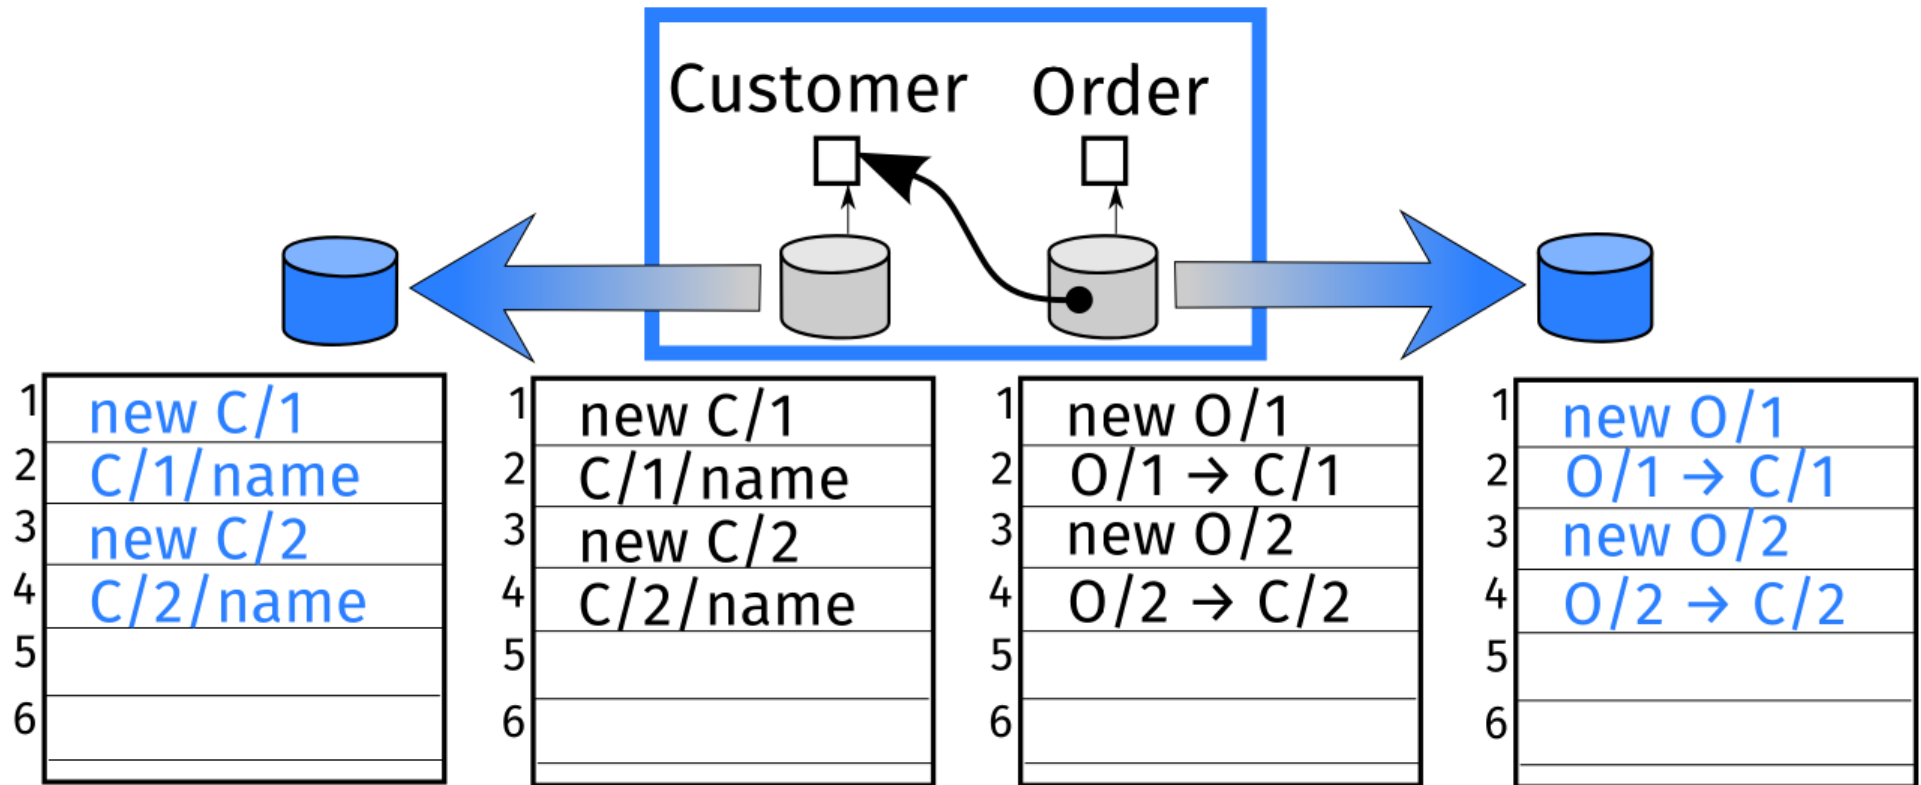 Customer
Order
1 new C/1
2 C/1/name
3 new C/2
4 C/2/name
5
6
1 new C/1
2 C/1/name
3 new C/2
4 C/2/name
5
6
1 new O/1
2 O/1 → C/1
3 new O/2
4 O/2 → C/2
5
6
1 new O/1
2 O/1 → C/1
3 new O/2
4 O/2 → C/2
5
6